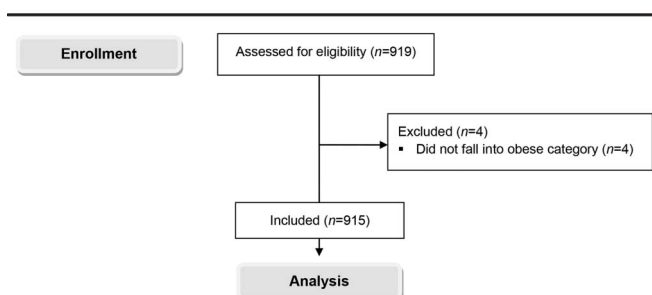 Enrollment
Assessed for eligibility (n=919)
Excluded (n=4)
▪ Did not fall into obese category (n=4)
Included (n=915)
Analysis